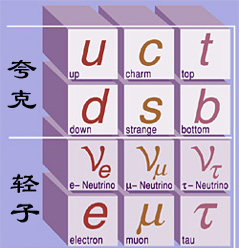 夸克
u c t
up charm top
d s b
down strange bottom
轻子
νe νμ ντ
e- Neutrino μ- Neutrino τ- Neutrino
e μ τ
electron muon tau